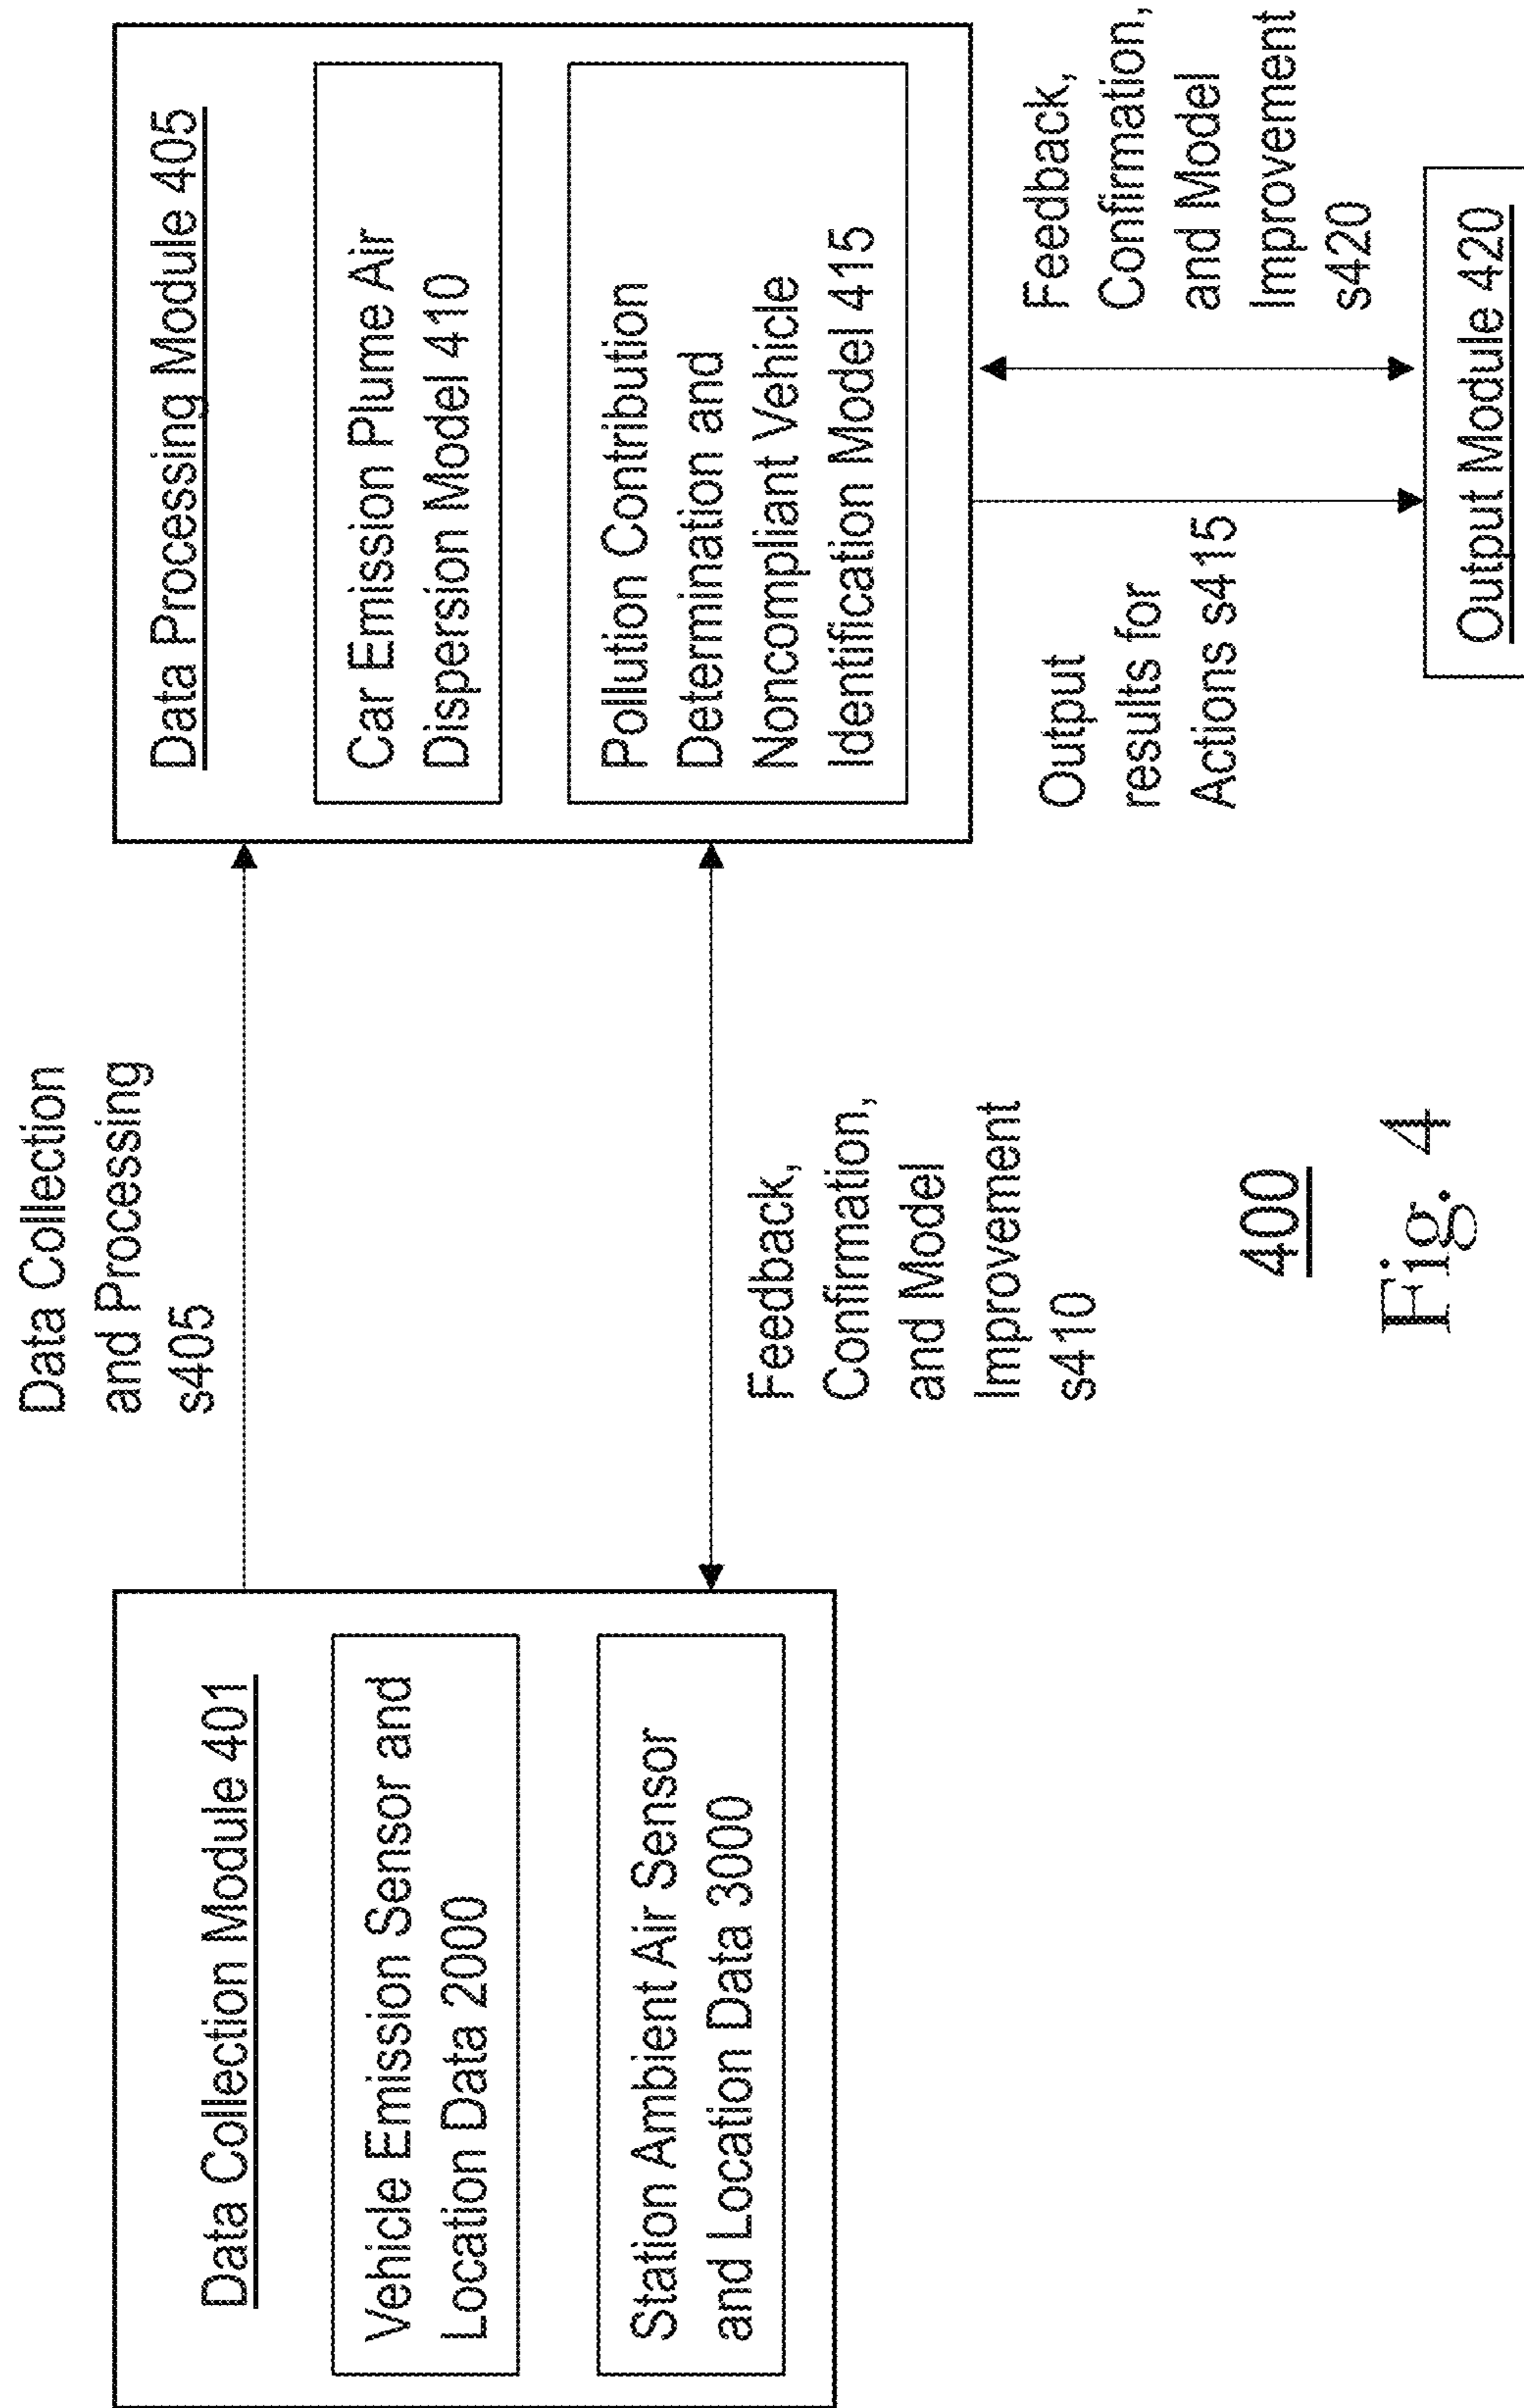 Data Collection
and Processing
s405
Data Collection Module 401
Vehicle Emission Sensor and
Location Data 2000
Station Ambient Air Sensor
and Location Data 3000
Feedback,
Confirmation,
and Model
Improvement
s410
Data Processing Module 405
Car Emission Plume Air
Dispersion Model 410
Pollution Contribution
Determination and
Noncompliant Vehicle
Identification Model 415
Output
results for
Actions s415
Feedback,
Confirmation,
and Model
Improvement
s420
Output Module 420
400
Fig. 4